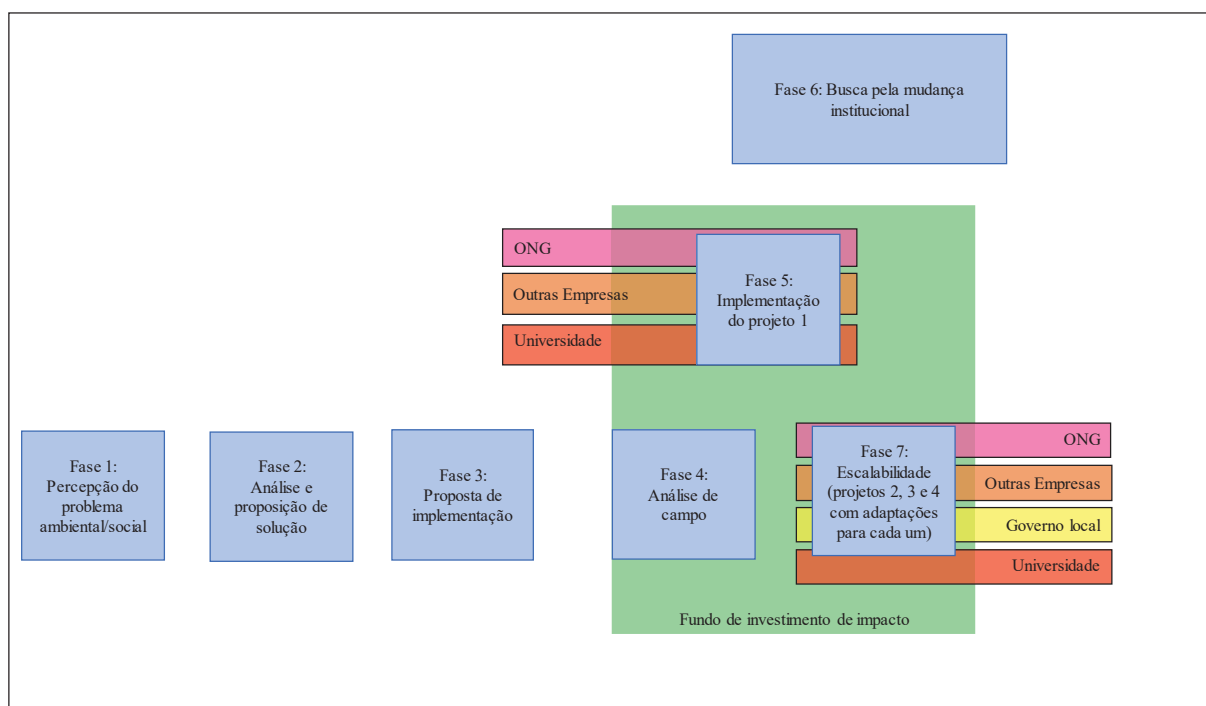 Fase 6: Busca pela mudança
institucional
ONG
Outras Empresas
Universidade
Fase 5:
Implementação
do projeto 1
Fase 1:
Percepção do
problema
ambiental/social
Fase 2:
Análise e
proposição de
solução
Fase 3:
Proposta de
implementação
Fase 4:
Análise de
campo
Fase 7:
Escalabilidade
(projetos 2, 3 e 4
com adaptações
para cada um)
ONG
Outras Empresas
Governo local
Universidade
Fundo de investimento de impacto